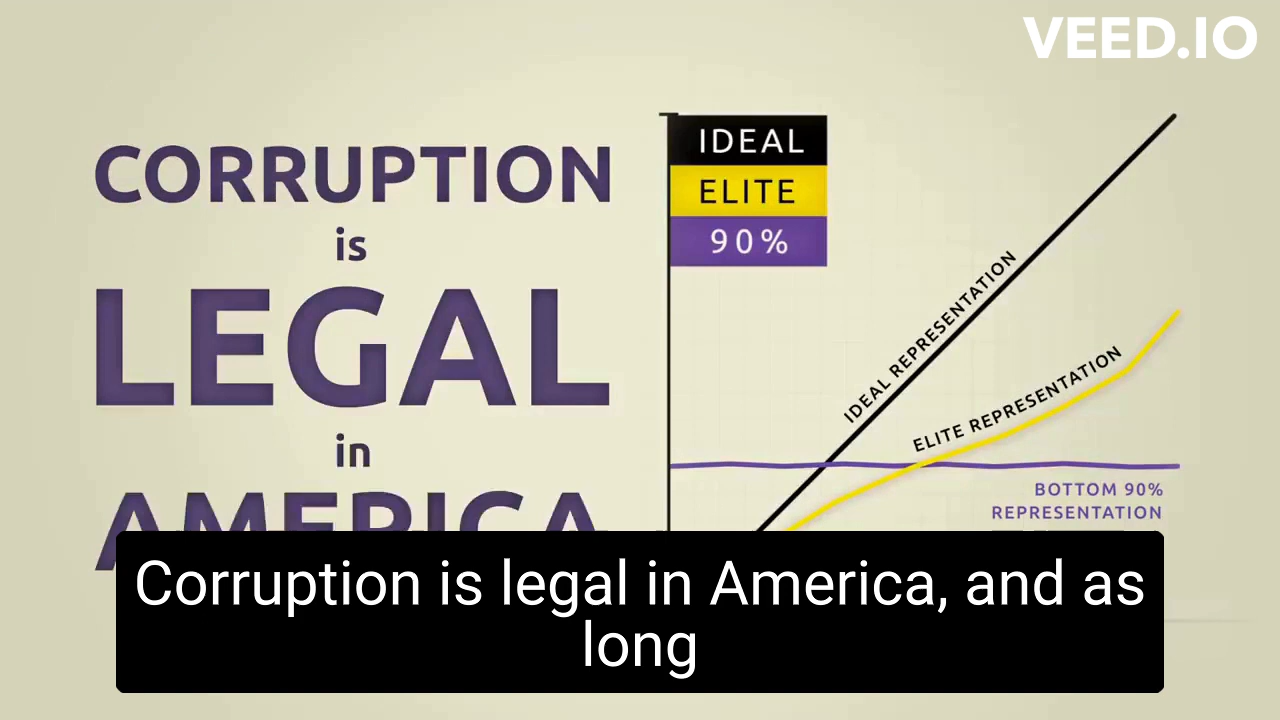 VEED.IO
CORRUPTION
is
LEGAL
in
AMERICA
IDEAL
ELITE
90%
IDEAL REPRESENTATION
ELITE REPRESENTATION
BOTTOM 90%
REPRESENTATION
Corruption is legal in America, and as
long